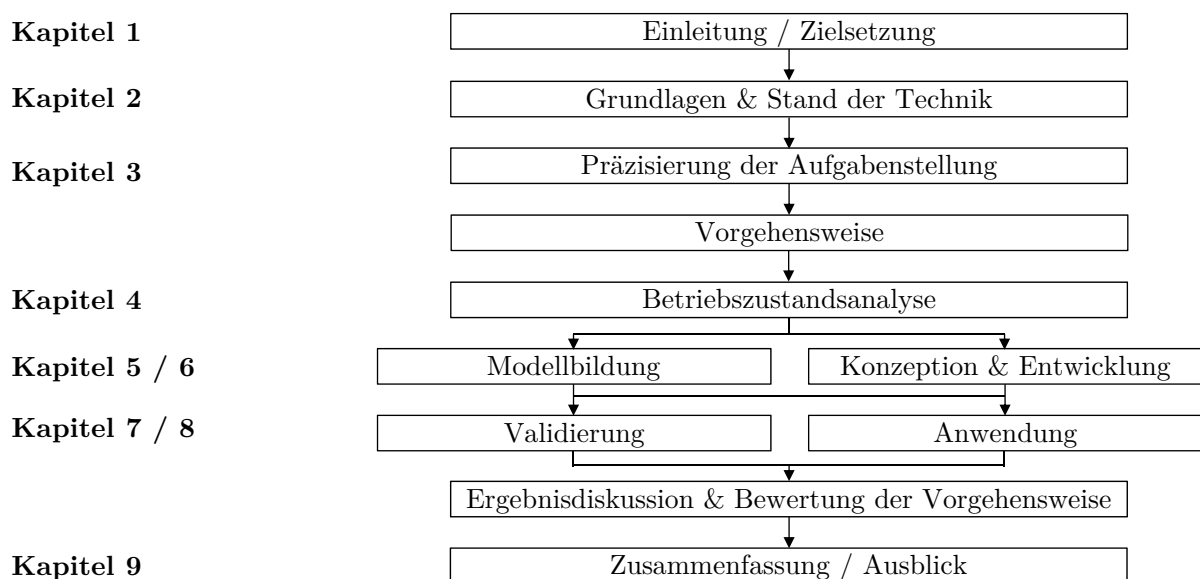 Kapitel 1 Einleitung / Zielsetzung
Kapitel 2 Grundlagen & Stand der Technik
Kapitel 3 Präzisierung der Aufgabenstellung
Vorgehensweise
Kapitel 4 Betriebszustandsanalyse
Kapitel 5 / 6 Modellbildung Konzeption & Entwicklung
Kapitel 7 / 8 Validierung Anwendung
Ergebnisdiskussion & Bewertung der Vorgehensweise
Kapitel 9 Zusammenfassung / Ausblick